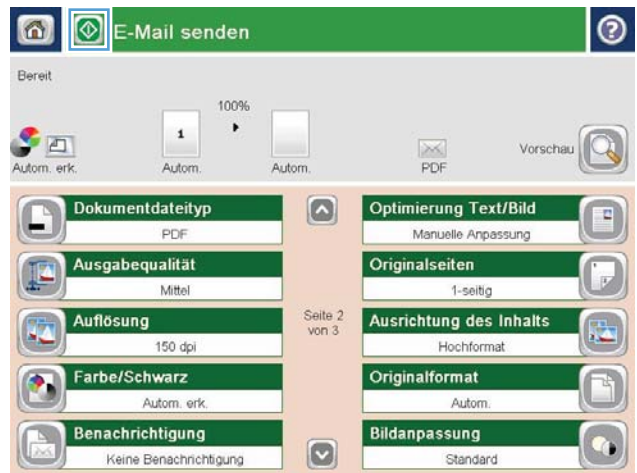 E-Mail senden
?
Bereit
100%
1
Autom. erk.
Autom.
Autom.
PDF
Vorschau
Dokumentdateityp
PDF
Ausgabequalität
Mittel
Auflösung
150 dpi
Farbe/Schwarz
Autom. erk.
Benachrichtigung
Keine Benachrichtigung
Seite 2
von 3
Optimierung Text/Bild
Manuelle Anpassung
Originalseiten
1-seitig
Ausrichtung des Inhalts
Hochformat
Originalformat
Autom.
Bildanpassung
Standard